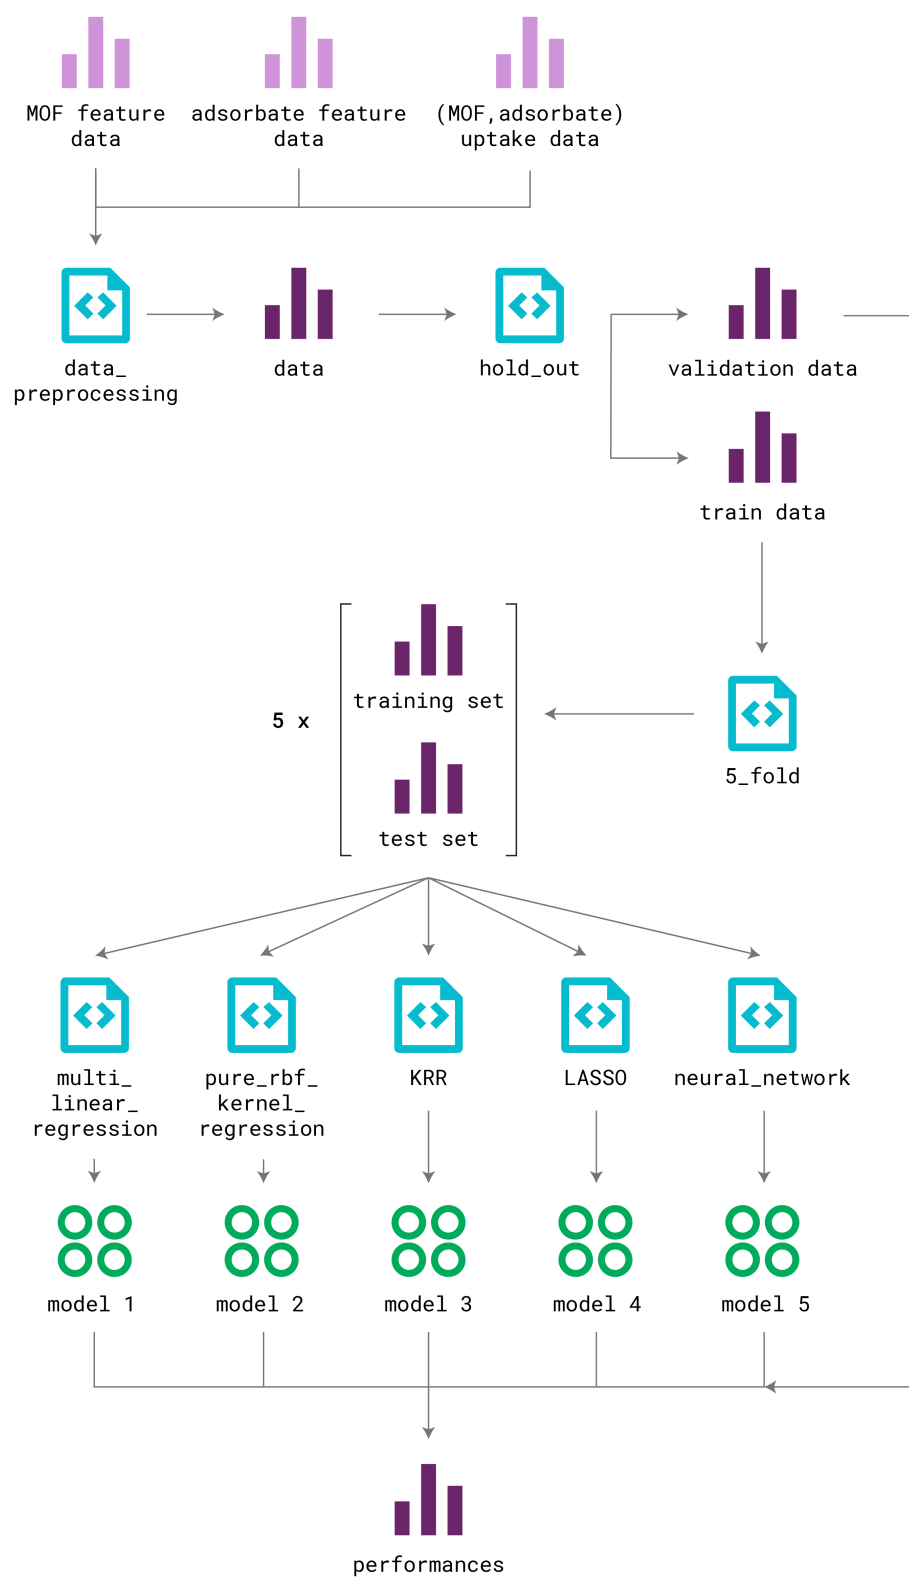 MOF feature
data
adsorbate feature
data
(MOF,adsorbate)
uptake data
data_
preprocessing
data
hold_out
validation data
train data
5 x
training set
test set
5_fold
multi_
linear_
regression
pure_rbf_
kernel_
regression
KRR
LASSO
neural_network
model 1
model 2
model 3
model 4
model 5
performances